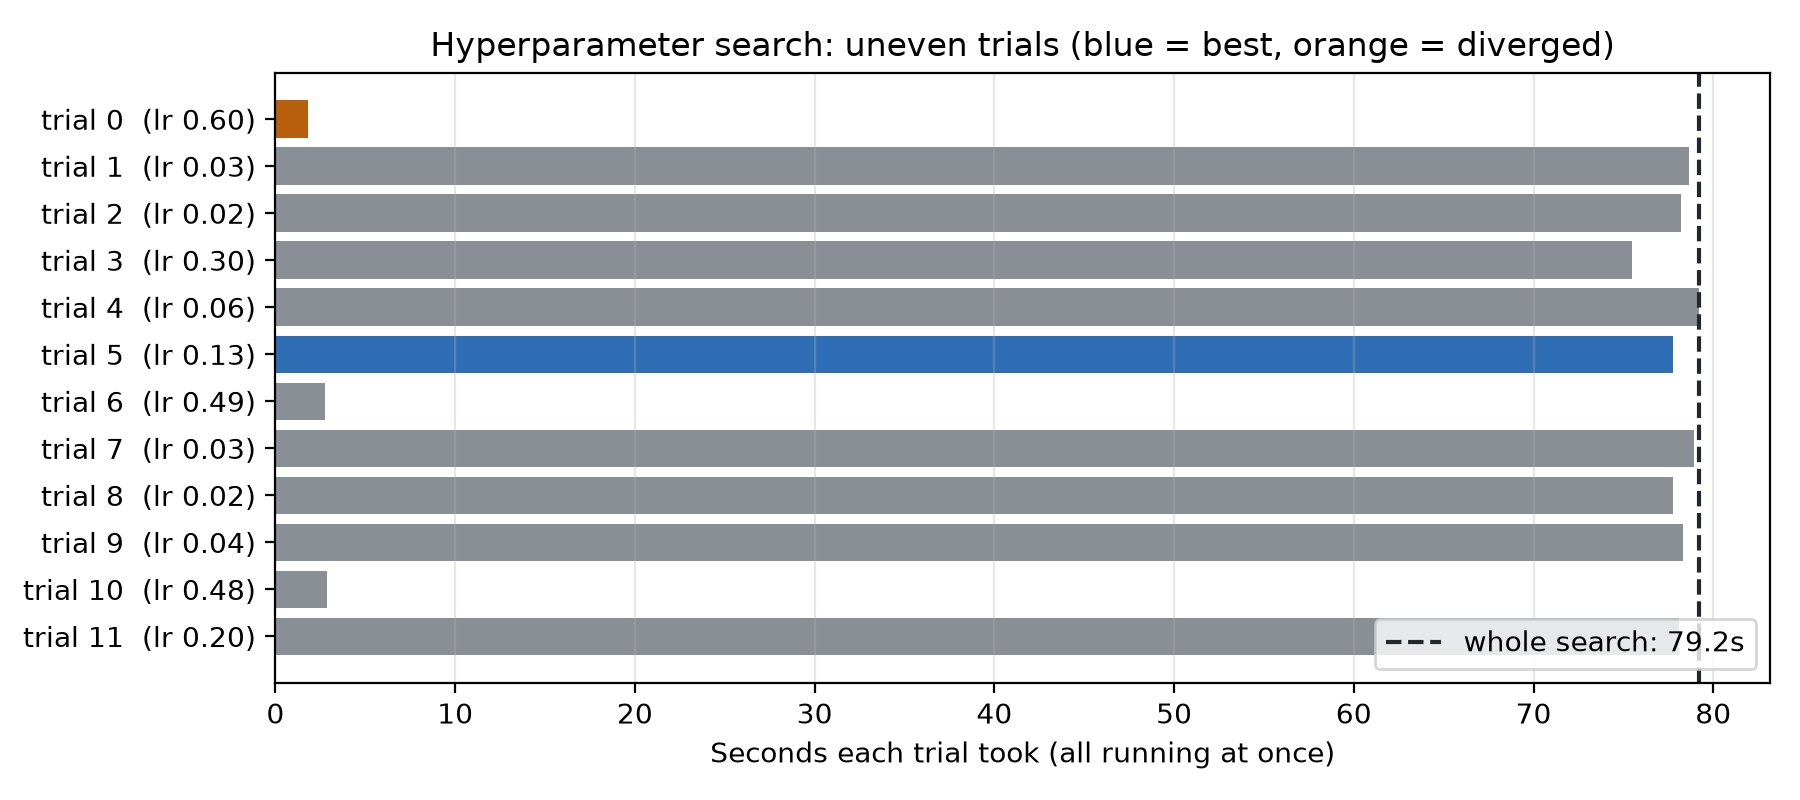 Hyperparameter search: uneven trials (blue = best, orange = diverged)
trial 0 (lr 0.60)
trial 1 (lr 0.03)
trial 2 (lr 0.02)
trial 3 (lr 0.30)
trial 4 (lr 0.06)
trial 5 (lr 0.13)
trial 6 (lr 0.49)
trial 7 (lr 0.03)
trial 8 (lr 0.02)
trial 9 (lr 0.04)
trial 10 (lr 0.48)
trial 11 (lr 0.20)
whole search: 79.2s
0 10 20 30 40 50 60 70 80
Seconds each trial took (all running at once)